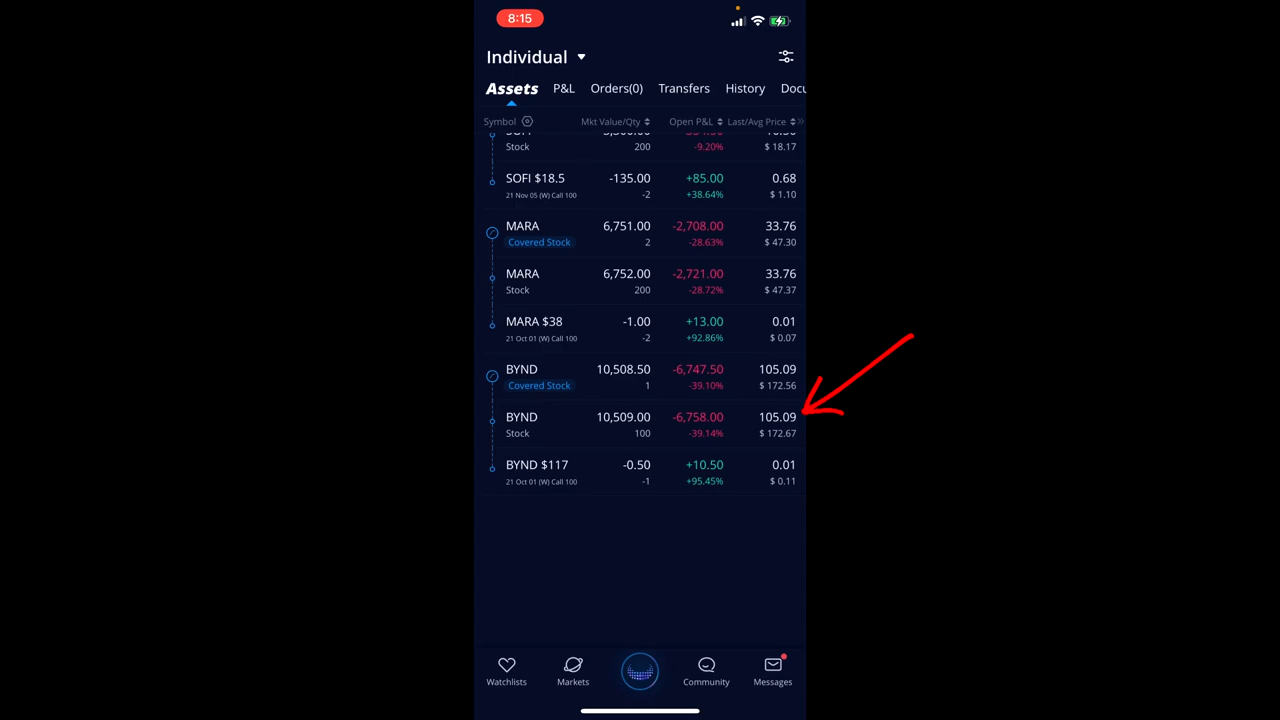 8:15
Individual
Assets P&L Orders(0) Transfers History Docu
Symbol Mkt Value/Qty Open P&L Last/Avg Price
Stock 200 -9.20% $ 18.17
SOFI $18.5 -135.00 +85.00 0.68
21 Nov 05 (W) Call 100 -2 +38.64% $ 1.10
MARA 6,751.00 -2,708.00 33.76
Covered Stock 2 -28.63% $ 47.30
MARA 6,752.00 -2,721.00 33.76
Stock 200 -28.72% $ 47.37
MARA $38 -1.00 +13.00 0.01
21 Oct 01 (W) Call 100 -2 +92.86% $ 0.07
BYND 10,508.50 -6,747.50 105.09
Covered Stock 1 -39.10% $ 172.56
BYND 10,509.00 -6,758.00 105.09
Stock 100 -39.14% $ 172.67
BYND $117 -0.50 +10.50 0.01
21 Oct 01 (W) Call 100 -1 +95.45% $ 0.11
Watchlists Markets Community Messages